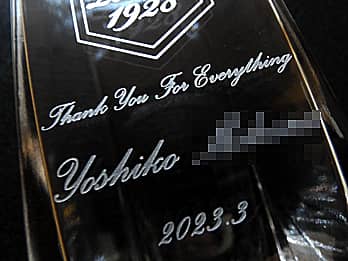 1928
Thank You For Everything
Yoshiko
2023.3